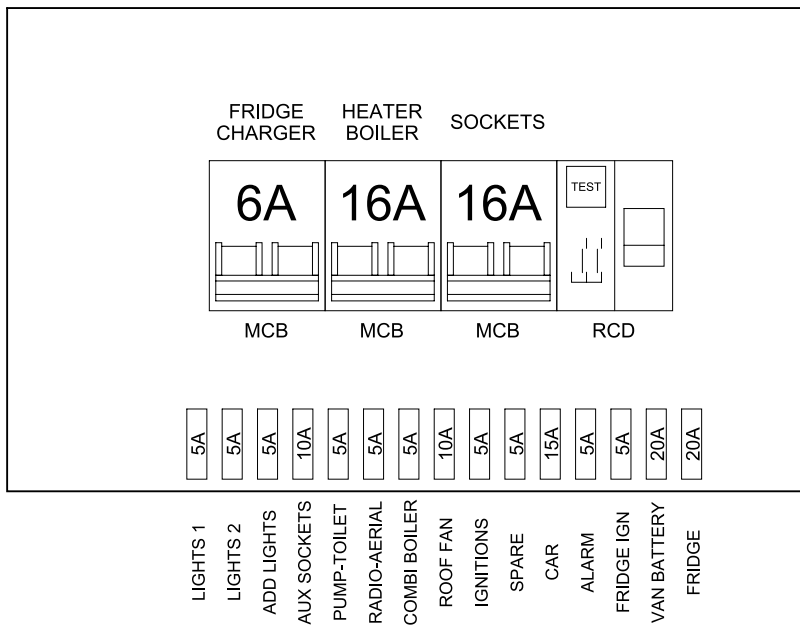 FRIDGE
CHARGER
HEATER
BOILER
SOCKETS
6A
16A
16A
TEST
MCB
MCB
MCB
RCD
5A
5A
5A
10A
5A
5A
5A
10A
5A
5A
15A
5A
5A
20A
20A
LIGHTS 1
LIGHTS 2
ADD LIGHTS
AUX SOCKETS
PUMP-TOILET
RADIO-AERIAL
COMBI BOILER
ROOF FAN
IGNITIONS
SPARE
CAR
ALARM
FRIDGE IGN
VAN BATTERY
FRIDGE